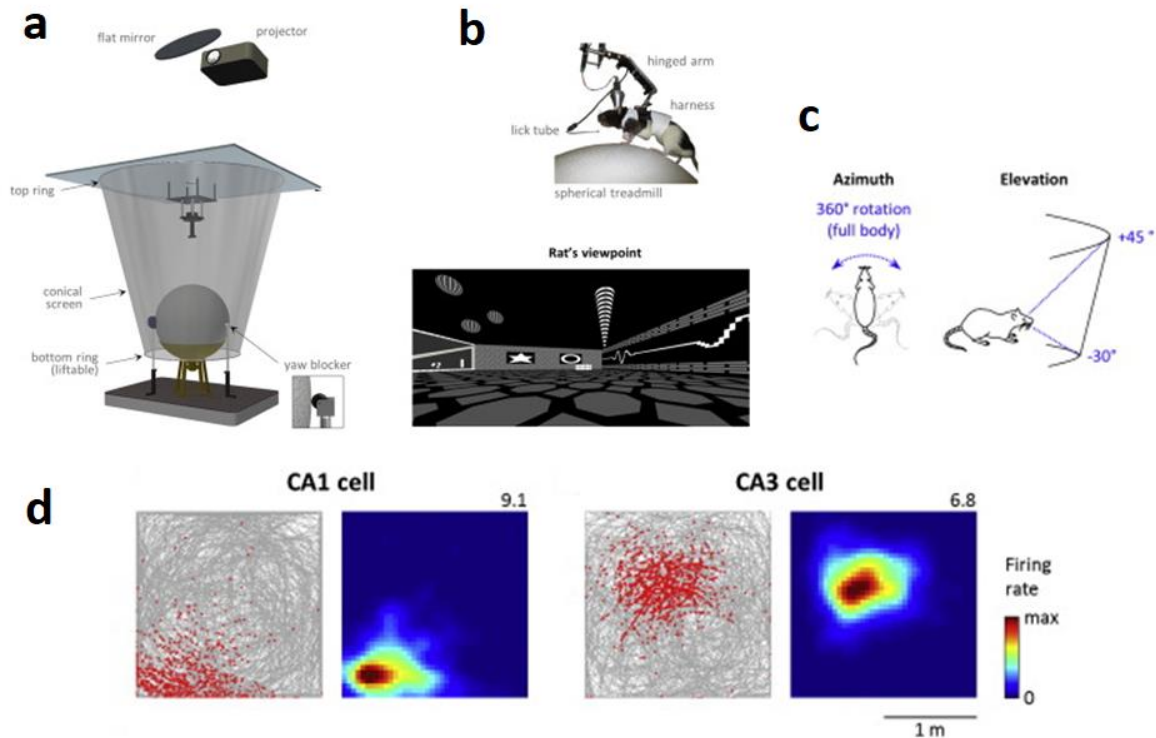 a
flat mirror
projector
top ring
conical
screen
bottom ring
(liftable)
yaw blocker
b
hinged arm
harness
lick tube
spherical treadmill
Rat's viewpoint
c
Azimuth
360° rotation
(full body)
Elevation
+45 °
-30°
d
CA1 cell
9.1
CA3 cell
6.8
Firing
rate
max
0
1 m